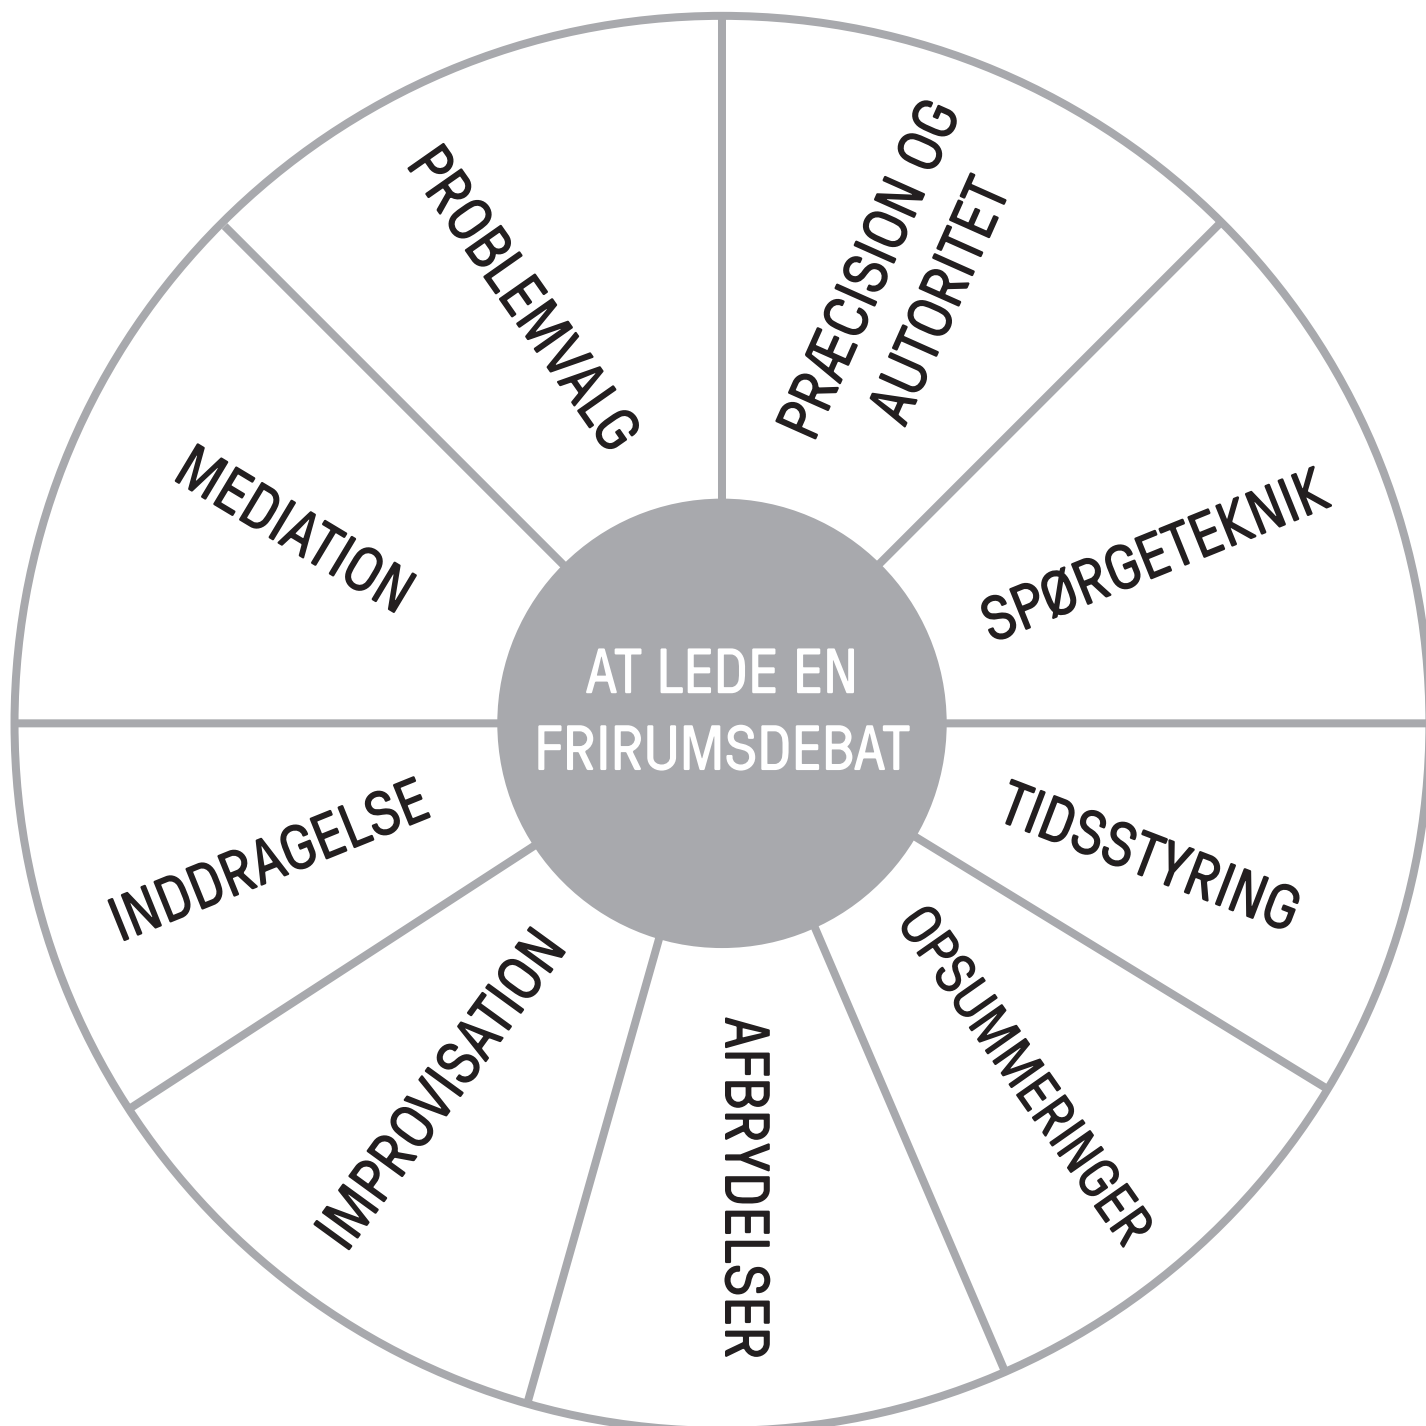 AT LEDE EN
FRIRUMSDEBAT
PRÆCISION OG
AUTORITET
SPØRGETEKNIK
TIDSSTYRING
OPSUMMERINGER
AFBRYDELSER
IMPROVISATION
INDDRAGELSE
MEDIATION
PROBLEMVALG